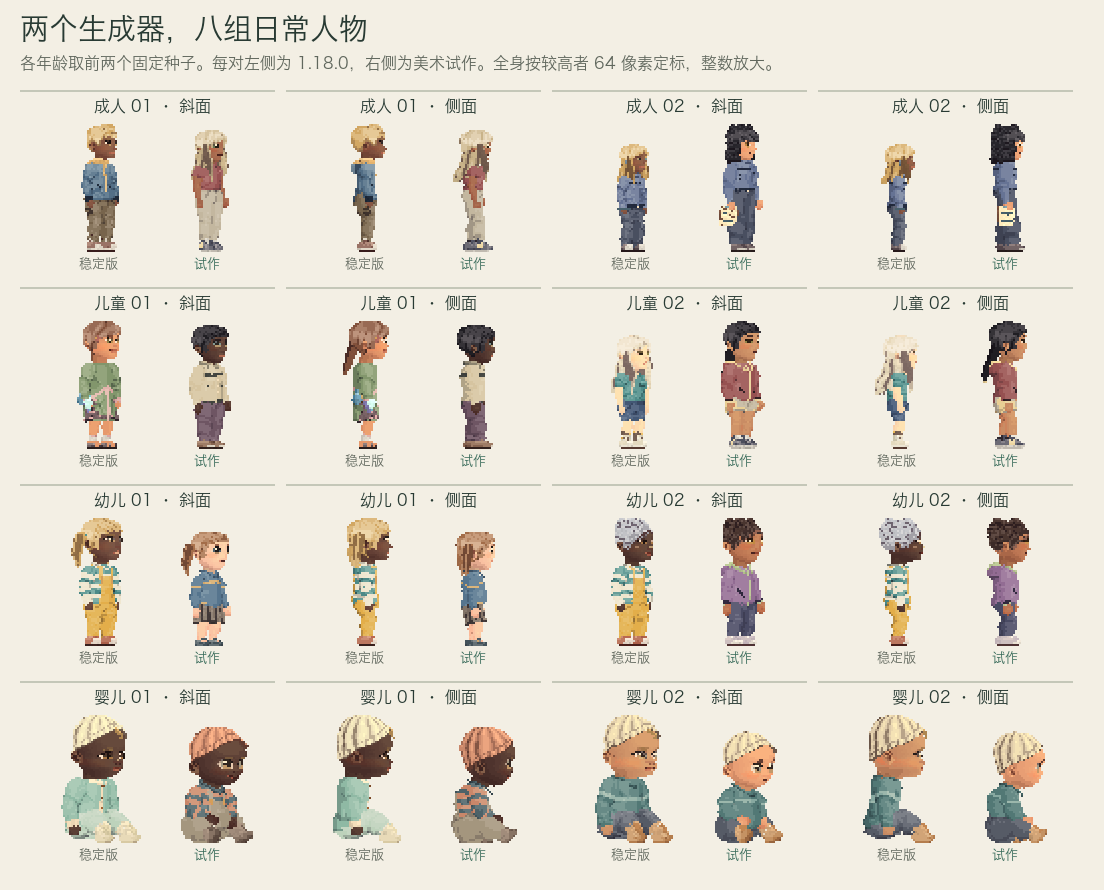 两个生成器，八组日常人物
各年龄取前两个固定种子。每对左侧为 1.18.0，右侧为美术试作。全身按较高者 64 像素定标，整数放大。
成人 01 · 斜面
成人 01 · 侧面
成人 02 · 斜面
成人 02 · 侧面
稳定版 试作
稳定版 试作
稳定版 试作
稳定版 试作
儿童 01 · 斜面
儿童 01 · 侧面
儿童 02 · 斜面
儿童 02 · 侧面
稳定版 试作
稳定版 试作
稳定版 试作
稳定版 试作
幼儿 01 · 斜面
幼儿 01 · 侧面
幼儿 02 · 斜面
幼儿 02 · 侧面
稳定版 试作
稳定版 试作
稳定版 试作
稳定版 试作
婴儿 01 · 斜面
婴儿 01 · 侧面
婴儿 02 · 斜面
婴儿 02 · 侧面
稳定版 试作
稳定版 试作
稳定版 试作
稳定版 试作